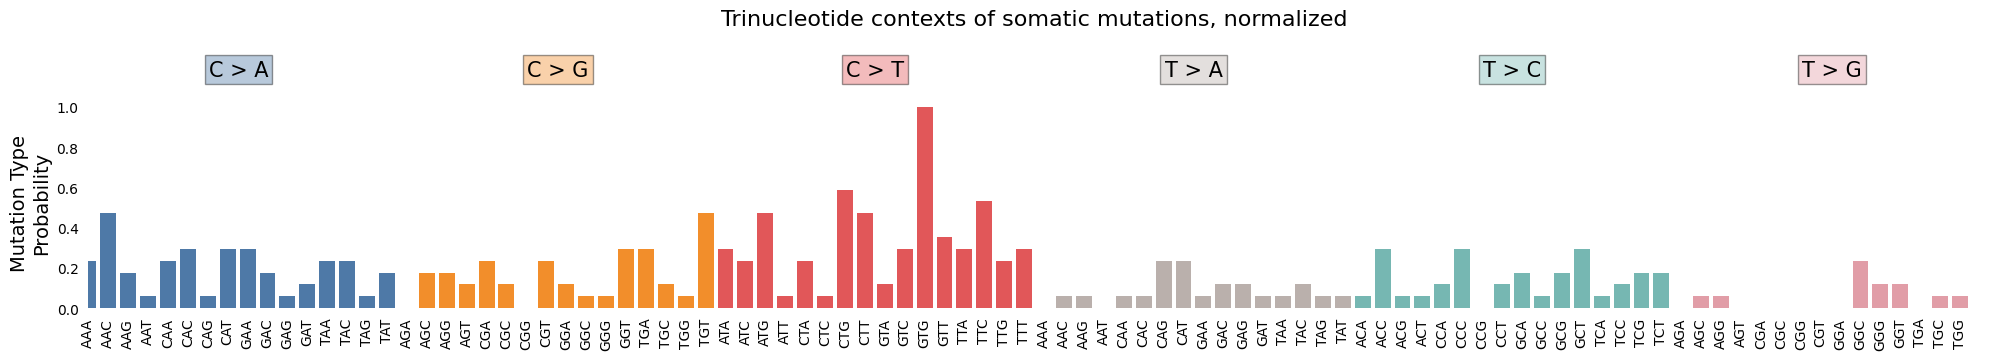 Trinucleotide contexts of somatic mutations, normalized
C > A C > G C > T T > A T > C T > G
Mutation Type
Probability
1.0
0.8
0.6
0.4
0.2
0.0
AAA AAC AAG AAT CAA CAC CAG CAT GAA GAC GAG GAT TAA TAC TAG TAT AGA AGC AGG AGT CGA CGC CGG CGT GGA GGC GGG GGT TGA TGC TGG TGT ATA ATC ATG ATT CTA CTC CTG CTT GTA GTC GTG GTT TTA TTC TTG TTT AAA AAC AAG AAT CAA CAC CAG CAT GAA GAC GAG GAT TAA TAC TAG TAT ACA ACC ACG ACT CCA CCC CCG CCT GCA GCC GCG GCT TCA TCC TCG TCT AGA AGC AGG AGT CGA CGC CGG CGT GGA GGC GGG GGT TGA TGC TGG